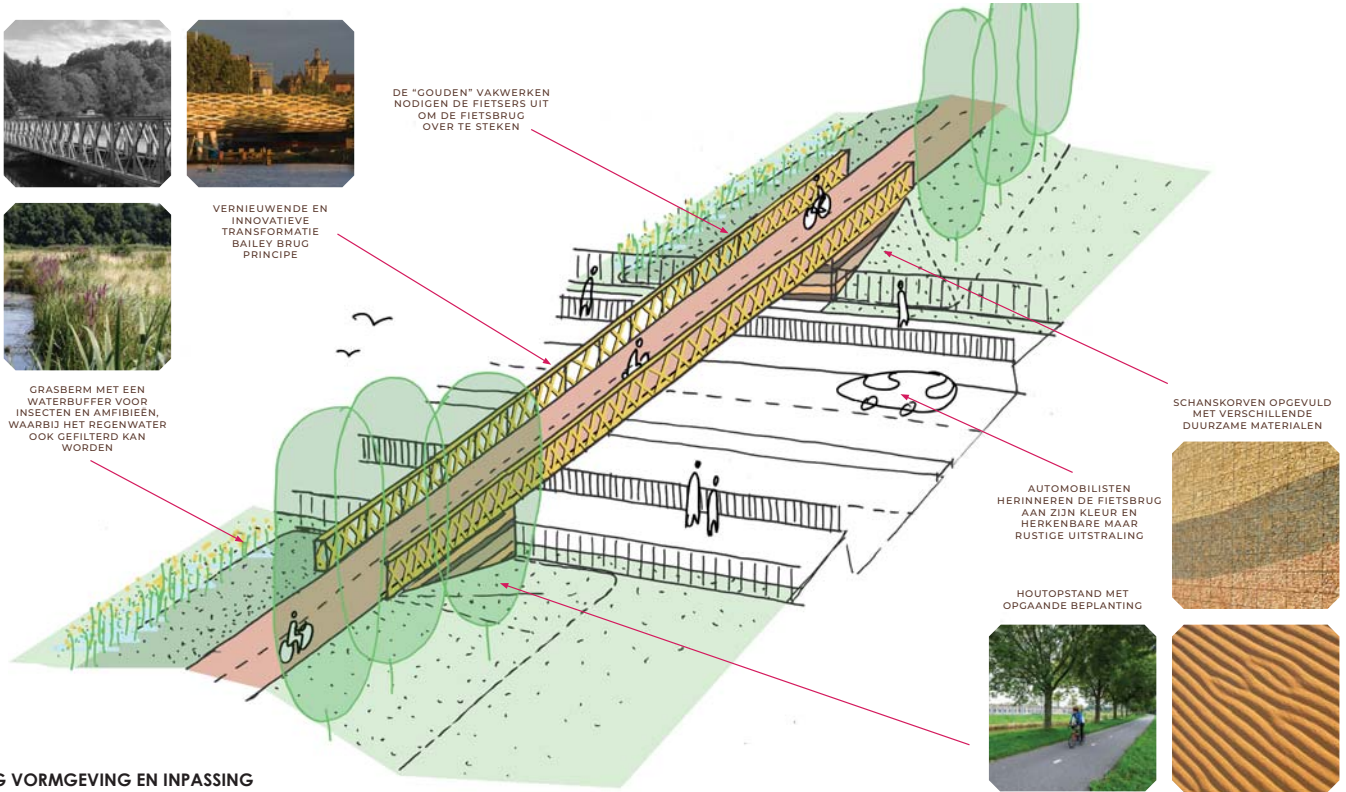 DE "GOUDEN" VAKWERKEN
NODIGEN DE FIETSERS UIT
OM DE FIETSBRUG
OVER TE STEKEN
VERNIEUWENDE EN
INNOVATIEVE
TRANSFORMATIE
BAILEY BRUG
PRINCIPE
GRASBERM MET EEN
WATERBUFFER VOOR
INSECTEN EN AMFIBIEËN,
WAARBIJ HET REGENWATER
OOK GEFILTERD KAN
WORDEN
SCHANSKORVEN OPGEVULD
MET VERSCHILLENDE
DUURZAME MATERIALEN
AUTOMOBILISTEN
HERINNEREN DE FIETSBRUG
AAN ZIJN KLEUR EN
HERKENBARE MAAR
RUSTIGE UITSTRALING
HOUTOPSTAND MET
OPGAANDE BEPLANTING
G VORMGEVING EN INPASSING